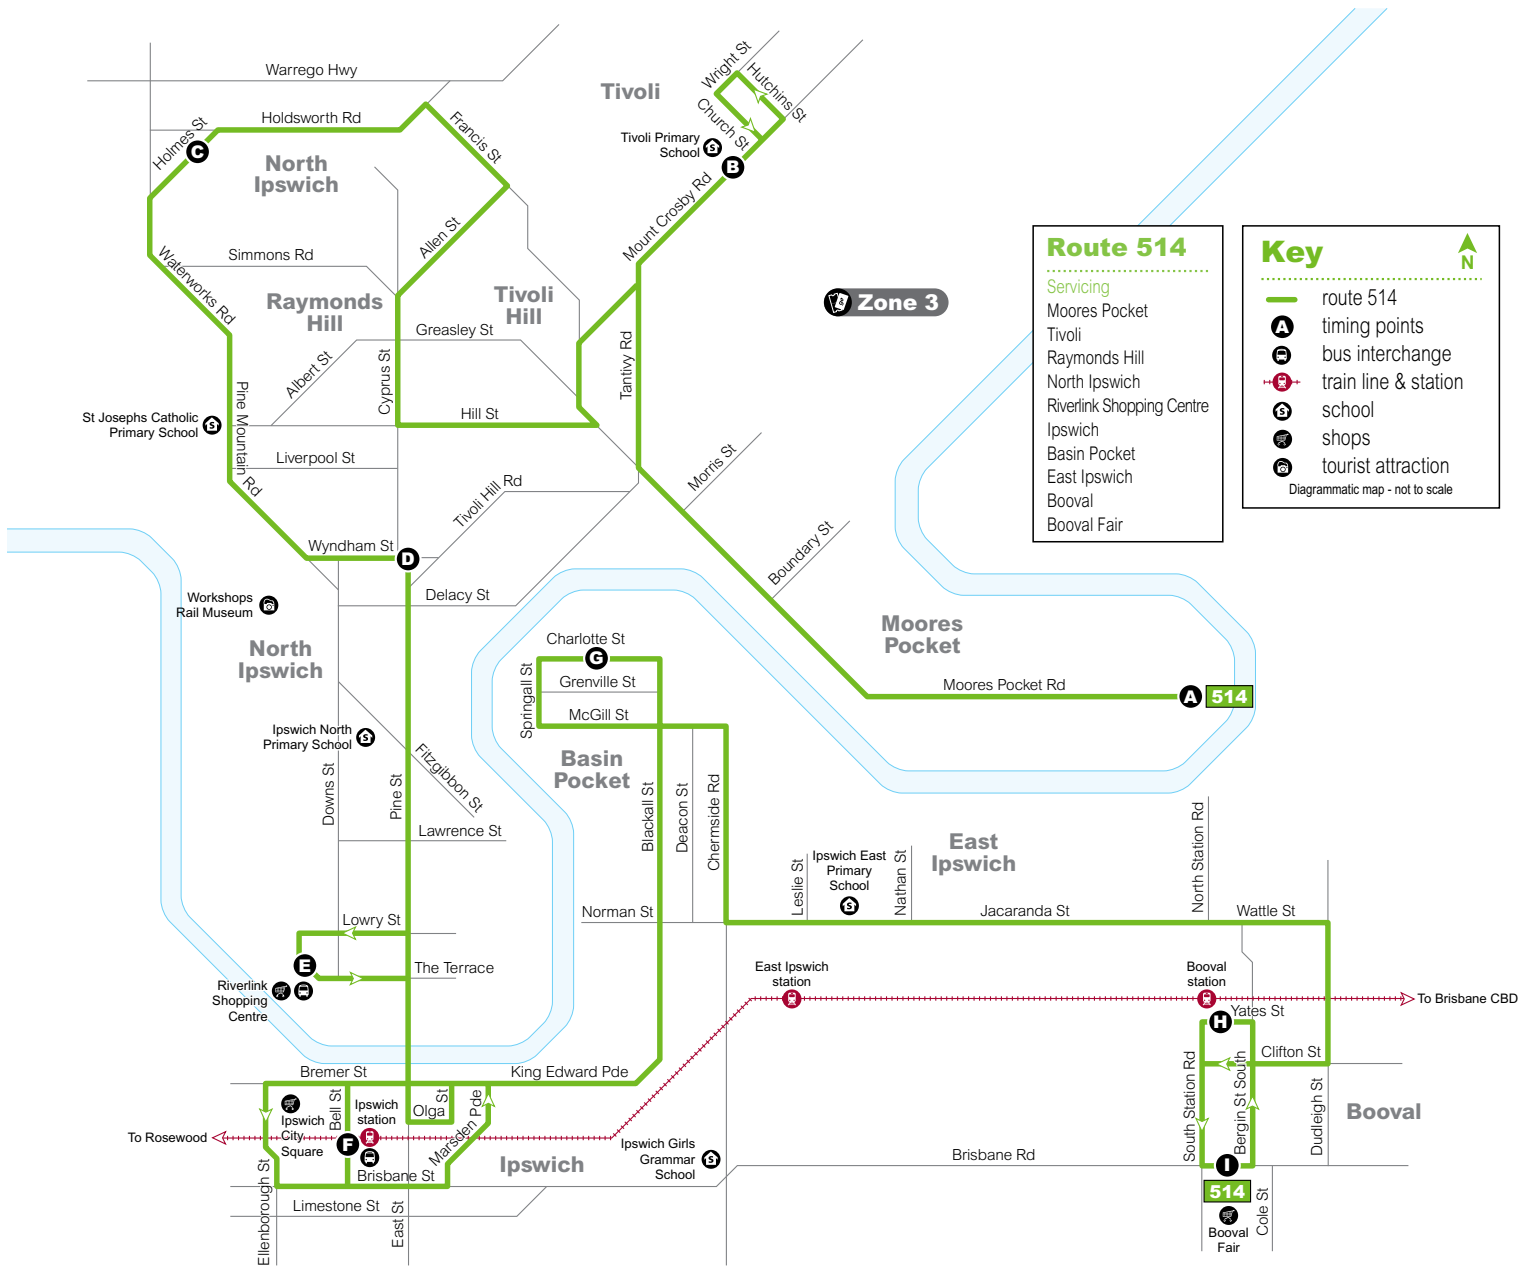 Warrego Hwy
Tivoli
Wright St
Hutchins St
Church St
Holdsworth Rd
Holmes St
Francis St
Tivoli Primary
School
C
B
North
Ipswich
Mount Crosby Rd
Allen St
Simmons Rd
Waterworks Rd
Raymonds
Hill
Tivoli
Hill
Zone 3
Route 514
Servicing
Moores Pocket
Tivoli
Raymonds Hill
North Ipswich
Riverlink Shopping Centre
Ipswich
Basin Pocket
East Ipswich
Booval
Booval Fair
Key
N
route 514
A
timing points
bus interchange
train line & station
school
shops
tourist attraction
Diagrammatic map - not to scale
Greasley St
Albert St
Cyprus St
Tantivy Rd
Hill St
Pine Mountain Rd
St Josephs Catholic
Primary School
Liverpool St
Morris St
Tivoli Hill Rd
Boundary St
Wyndham St
D
Delacy St
Workshops
Rail Museum
North
Ipswich
Moores
Pocket
Charlotte St
G
Springall St
Grenville St
McGill St
Moores Pocket Rd
A
514
Ipswich North
Primary School
Basin
Pocket
Fitzgibbon St
Downs St
Pine St
Blackall St
Deacon St
Chermside Rd
Lawrence St
East
Ipswich
North Station Rd
Leslie St
Ipswich East
Primary
School
Nathan St
Norman St
Jacaranda St
Wattle St
Lowry St
E
The Terrace
Riverlink
Shopping
Centre
East Ipswich
station
Booval
station
To Brisbane CBD
H
Yates St
Clifton St
Bremer St
King Edward Pde
South Station Rd
Bergin St South
Dudleigh St
Booval
Bell St
Ipswich
station
Olga St
Marsden Pde
Ipswich
City
Square
To Rosewood
F
Ipswich Girls
Grammar
School
Ipswich
Brisbane St
Brisbane Rd
I
514
Limestone St
Ellenborough St
East St
Cole St
Booval
Fair